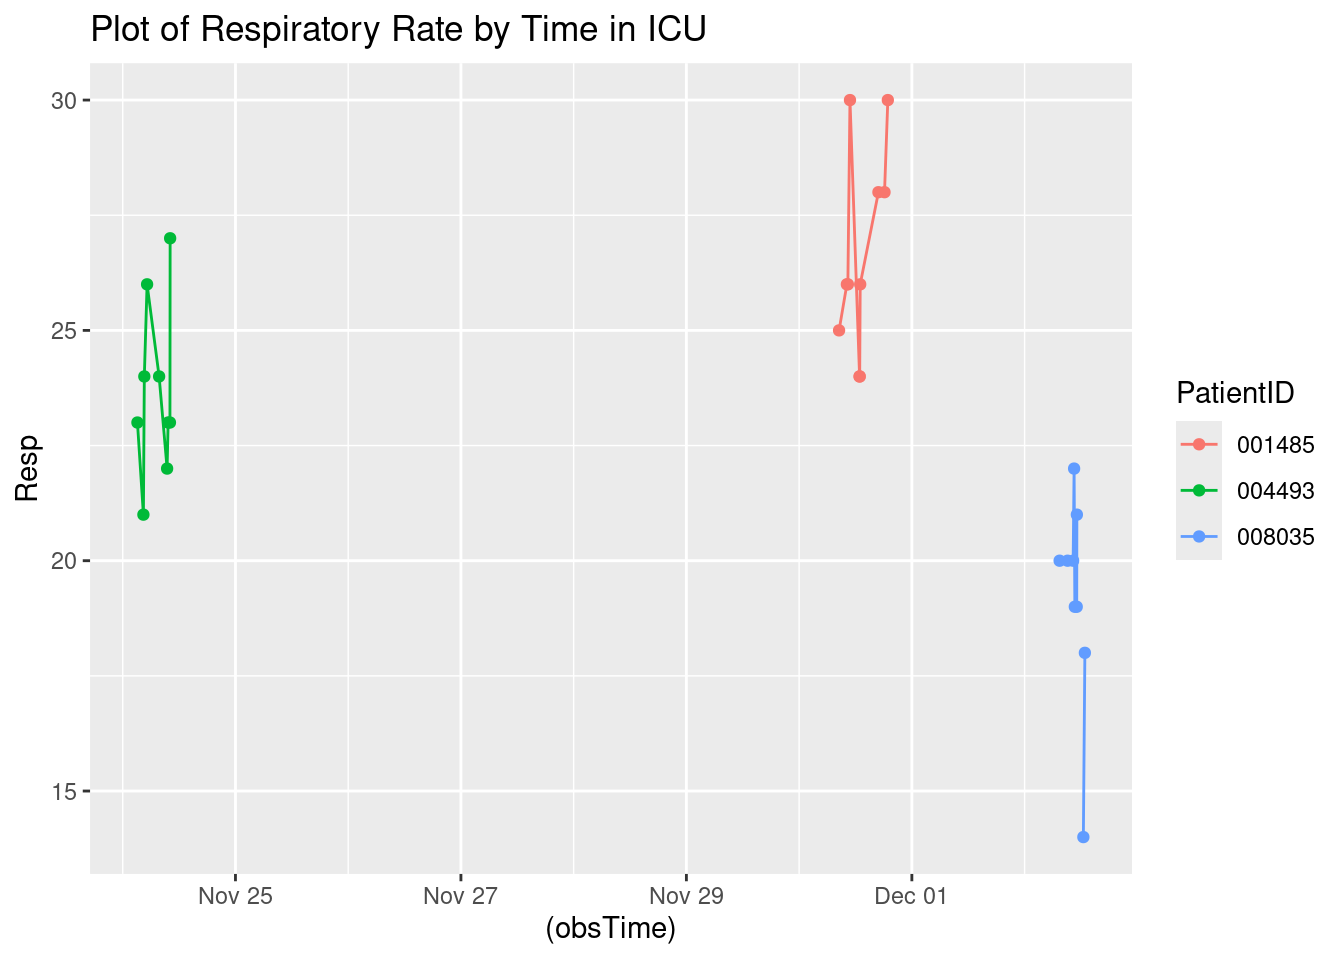 Plot of Respiratory Rate by Time in ICU
30
25
20
15
Resp
Nov 25
Nov 27
Nov 29
Dec 01
(obsTime)
PatientID
001485
004493
008035